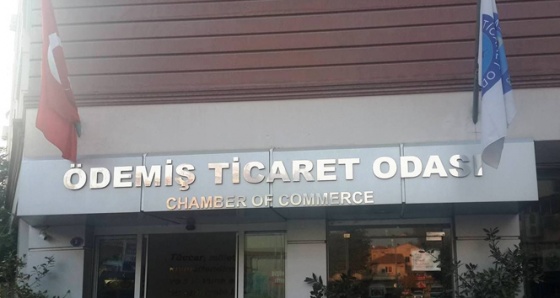 ÖDEMİŞ TİCARET ODASI
CHAMBER OF COMMERCE